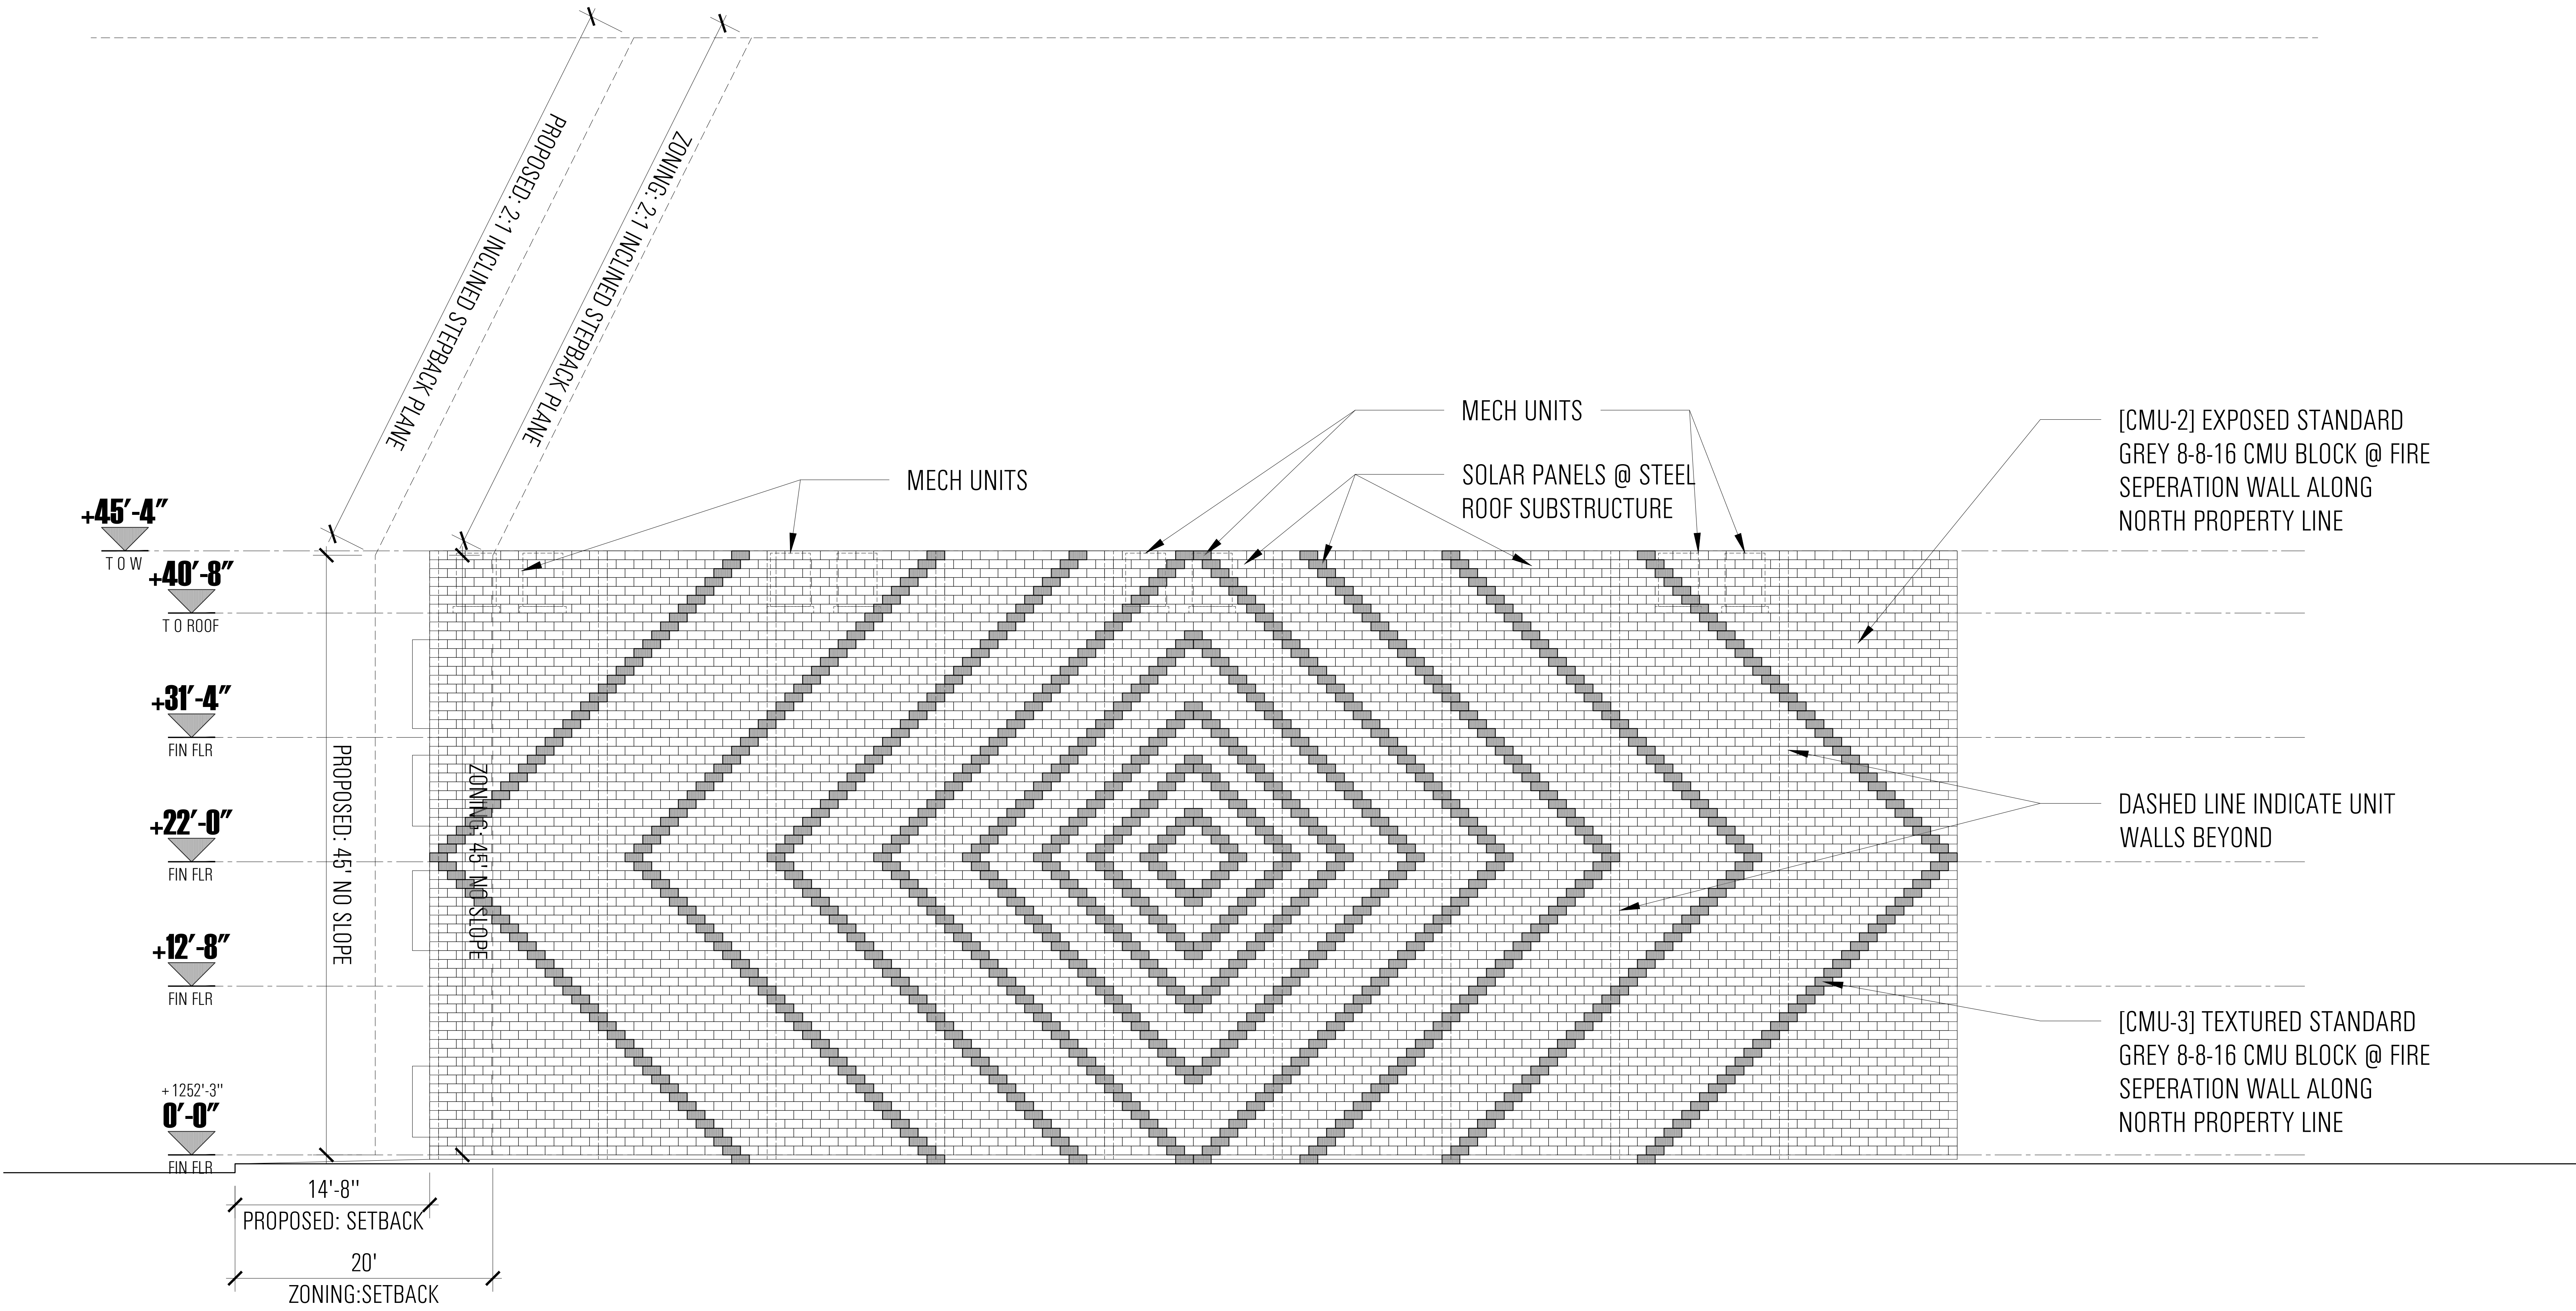 PROPOSED: 2:1 INCLINED STEPBACK PLANE
ZONING: 2:1 INCLINED STEPBACK PLANE
MECH UNITS
MECH UNITS
SOLAR PANELS @ STEEL
ROOF SUBSTRUCTURE
[CMU-2] EXPOSED STANDARD
GREY 8-8-16 CMU BLOCK @ FIRE
SEPERATION WALL ALONG
NORTH PROPERTY LINE
+45'-4"
T O W
+40'-8"
T O ROOF
+31'-4"
FIN FLR
+22'-0"
FIN FLR
+12'-8"
FIN FLR
+1252'-3"
0'-0"
FIN FLR
PROPOSED: 45' NO SLOPE
ZONING: 45' NO SLOPE
DASHED LINE INDICATE UNIT
WALLS BEYOND
[CMU-3] TEXTURED STANDARD
GREY 8-8-16 CMU BLOCK @ FIRE
SEPERATION WALL ALONG
NORTH PROPERTY LINE
14'-8"
PROPOSED: SETBACK
20'
ZONING:SETBACK